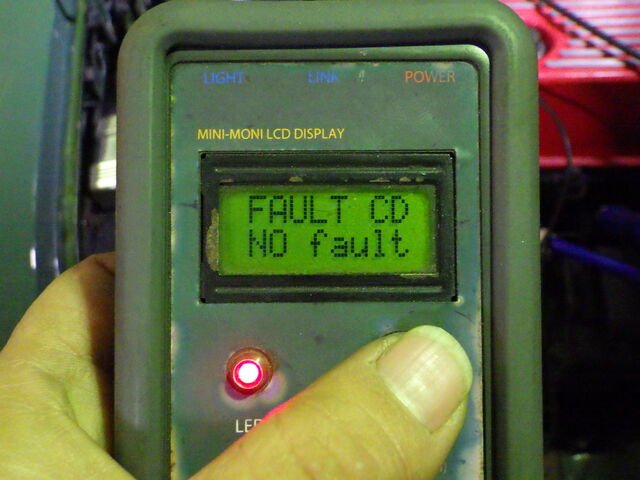 LIGHT LINK POWER
MINI-MONI LCD DISPLAY
FAULT CD
NO fault